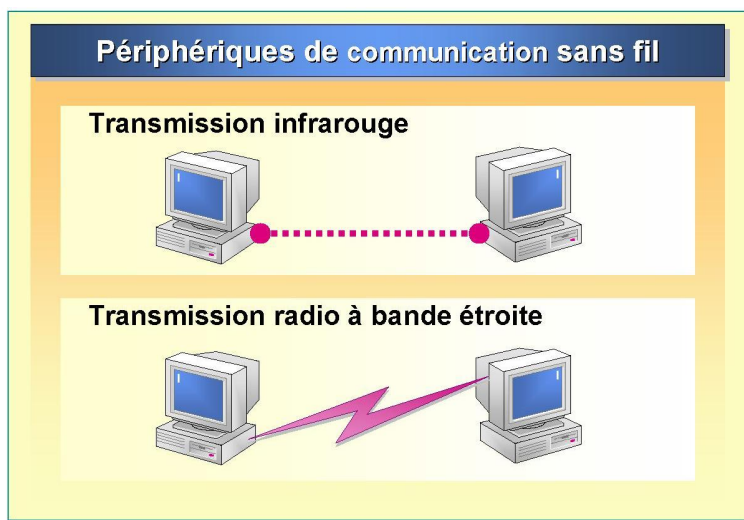 Périphériques de communication sans fil
Transmission infrarouge
Transmission radio à bande étroite